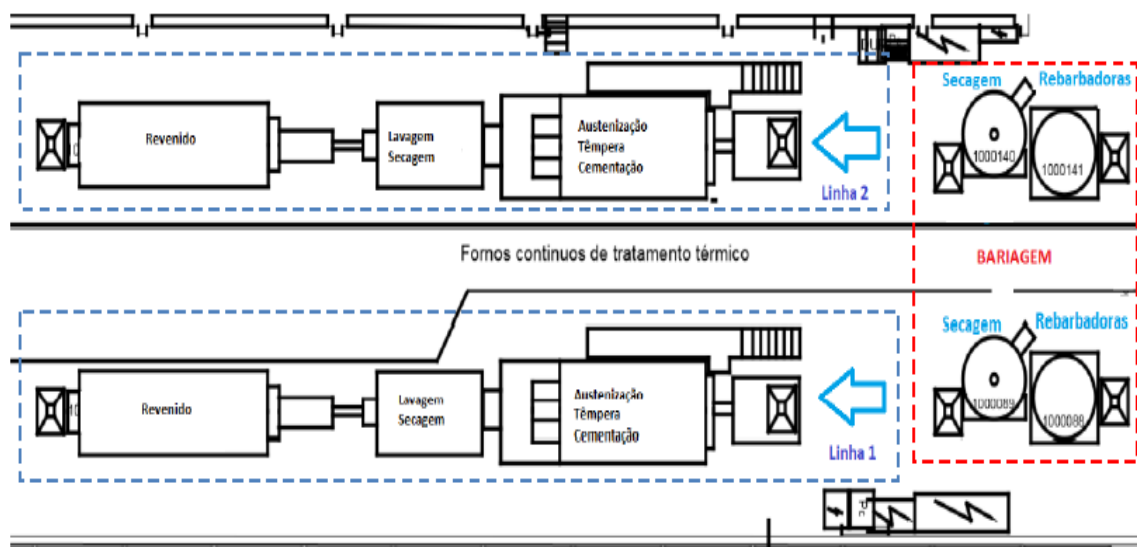 Secagem
Rebarbadoras
Revenido
Lavagem
Secagem
Austenização
Têmpera
Cementação
Linha 2
1000140
1000141
Fornos continuos de tratamento térmico
BARIAGEM
Secagem
Rebarbadoras
Revenido
Lavagem
Secagem
Austenização
Têmpera
Cementação
Linha 1
1000089
1000088